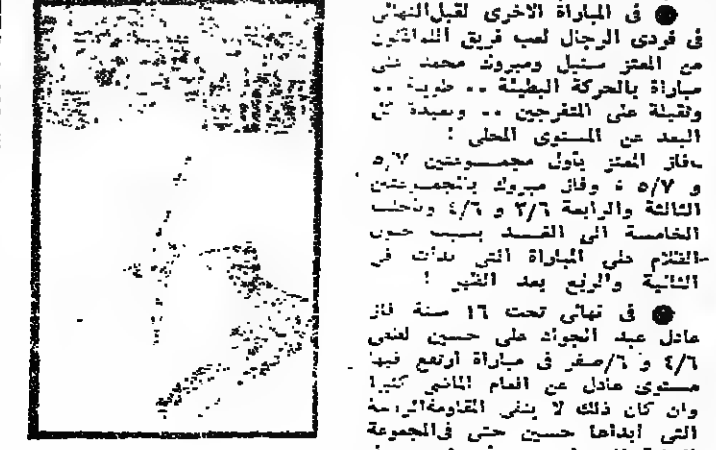 ● فى المباراة الاخرى لقبل النهائى
فى فردى الرجال لعب فريق
من المعتز سنبل ومبروك محمد على
مباراة بالحركة البطيئة .. طويلة ..
وثقيلة على المتفرجين .. وبعيدة كل
البعد عن المستوى المحلى !
فاز المعتز بأول مجموعتين ٥/٧
و ٥/٧ ، وفاز مبروك بالمجموعتين
الثالثة والرابعة ٣/٦ و ٤/٦ وتأجلت
الخامسة الى الغد بسبب حلول
الظلام على المباراة التى بدأت فى
الثانية والربع بعد الظهر !
● فى نهائى تحت ١٦ سنة فاز
عادل عبد الجواد على حسين لطفى
٤/٦ و ٦/صفر فى مباراة ارتفع فيها
مستوى عادل عن العام الماضى كثيرا
وان كان ذلك لا ينفى المقاومة الرائعة
التى ابداها حسين حتى فى المجموعة